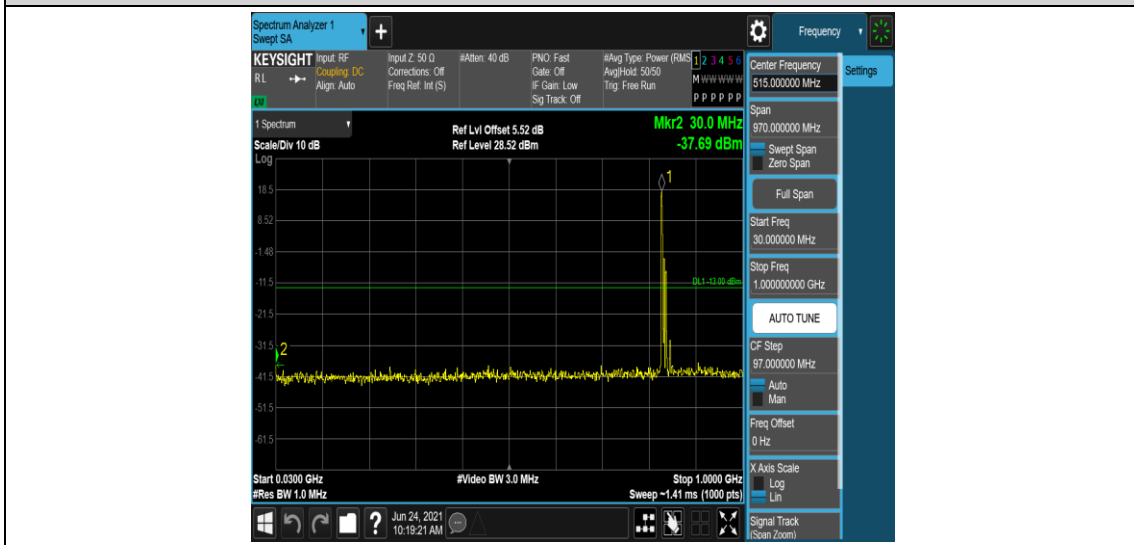 Spectrum Analyzer 1
Swept SA
+
Frequency
KEYSIGHT
RL
Input: RF
Coupling: DC
Align: Auto
Input Z: 50 Ω
Corrections: Off
Freq Ref: Int (S)
#Atten: 40 dB
PNO: Fast
Gate: Off
IF Gain: Low
Sig Track: Off
#Avg Type: Power (RMS
Avg|Hold: 50/50
Trig: Free Run
1 2 3 4 5 6
M W W W W W
P P P P P P
1 Spectrum
Scale/Div 10 dB
Log
Ref Lvl Offset 5.52 dB
Ref Level 28.52 dBm
Mkr2 30.0 MHz
-37.69 dBm
1
18.5
8.52
-1.48
-11.5
DL1 -13.00 dBm
-21.5
-31.5
2
-41.5
-51.5
-61.5
Start 0.0300 GHz
#Res BW 1.0 MHz
#Video BW 3.0 MHz
Stop 1.0000 GHz
Sweep ~1.41 ms (1000 pts)
?
Jun 24, 2021
10:19:21 AM
Center Frequency
515.000000 MHz
Settings
Span
970.000000 MHz
Swept Span
Zero Span
Full Span
Start Freq
30.000000 MHz
Stop Freq
1.000000000 GHz
AUTO TUNE
CF Step
97.000000 MHz
Auto
Man
Freq Offset
0 Hz
X Axis Scale
Log
Lin
Signal Track
(Span Zoom)